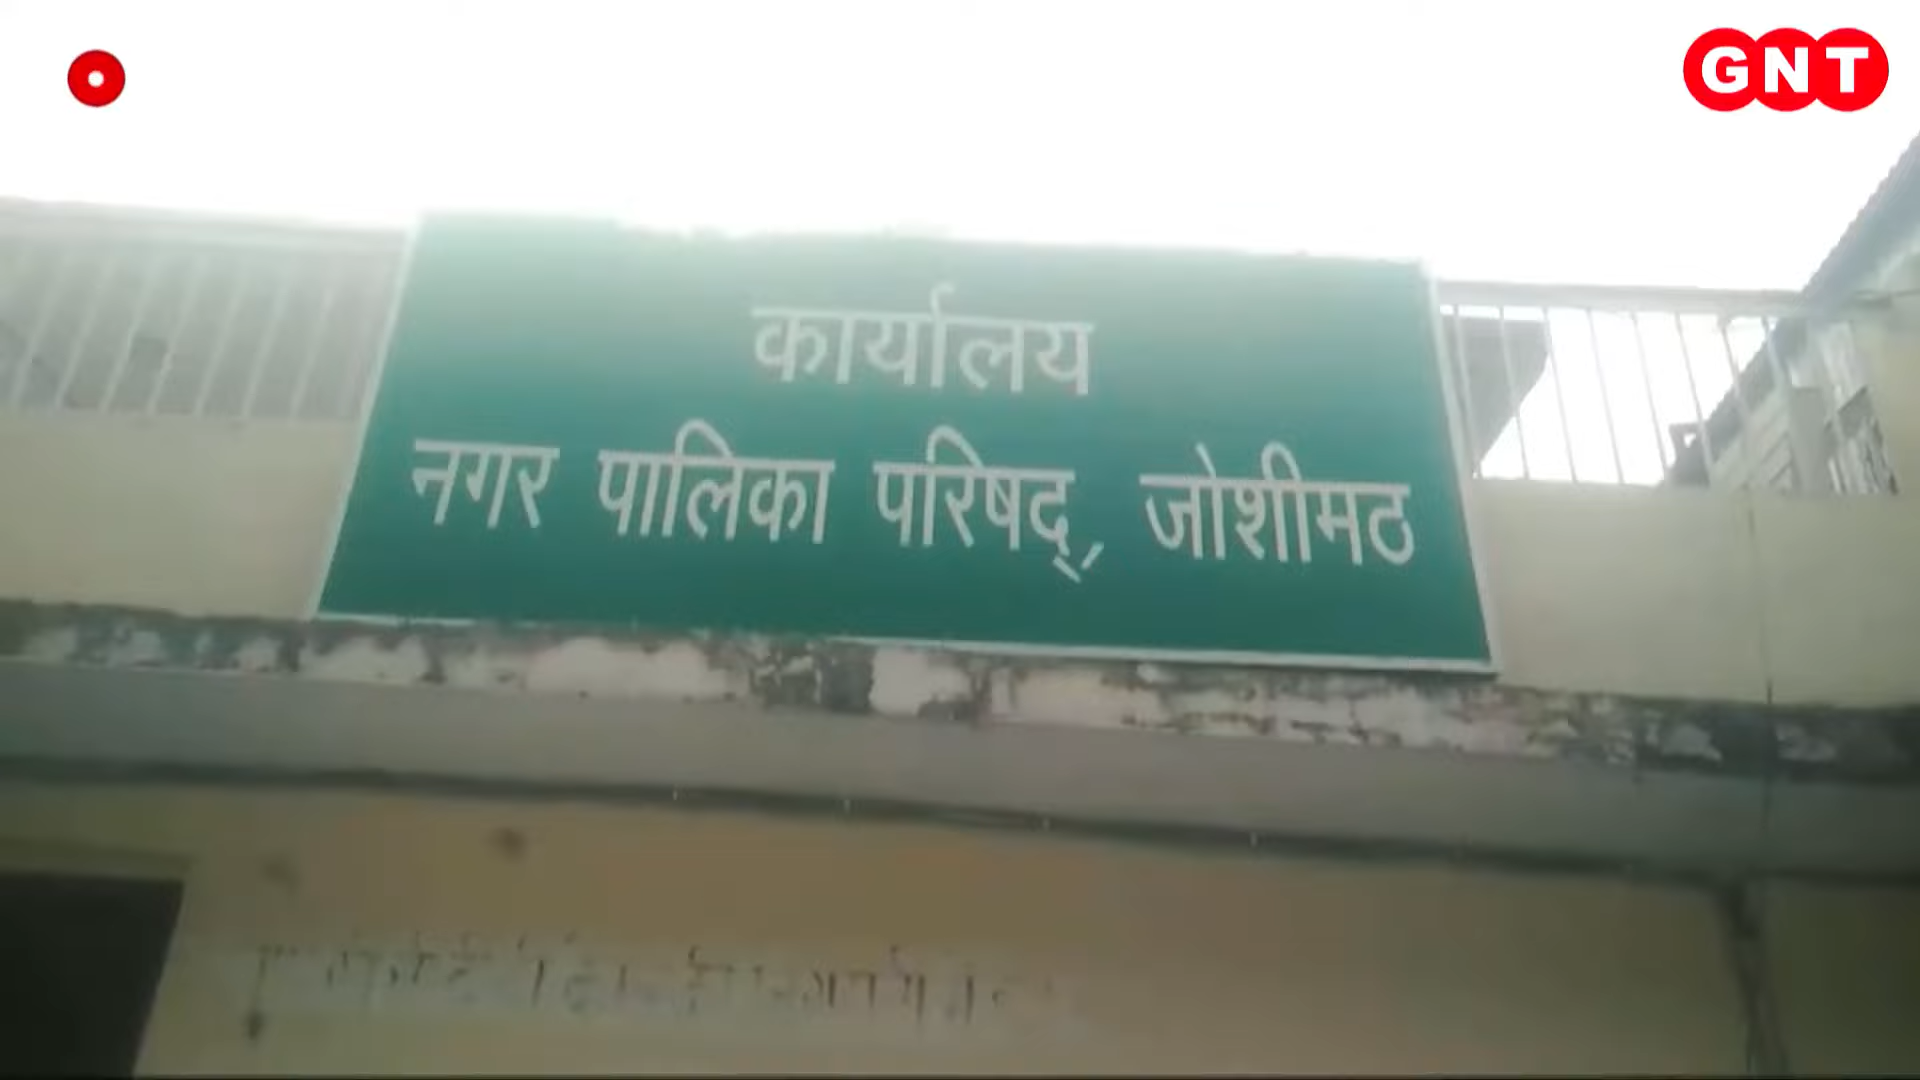 GNT
कार्यालय
नगर पालिका परिषद्, जोशीमठ